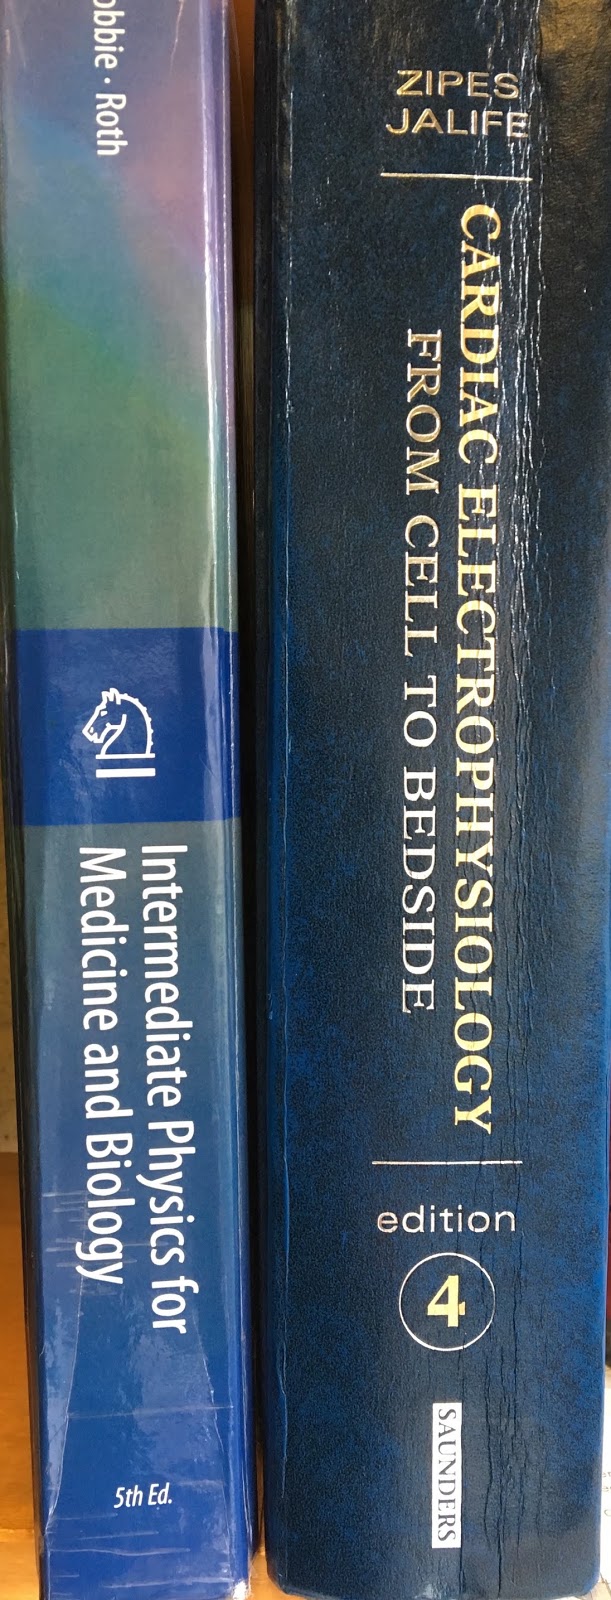 obbie · Roth
Intermediate Physics for
Medicine and Biology
5th Ed.
ZIPES
JALIFE
CARDIAC ELECTROPHYSIOLOGY
FROM CELL TO BEDSIDE
edition
4
SAUNDERS